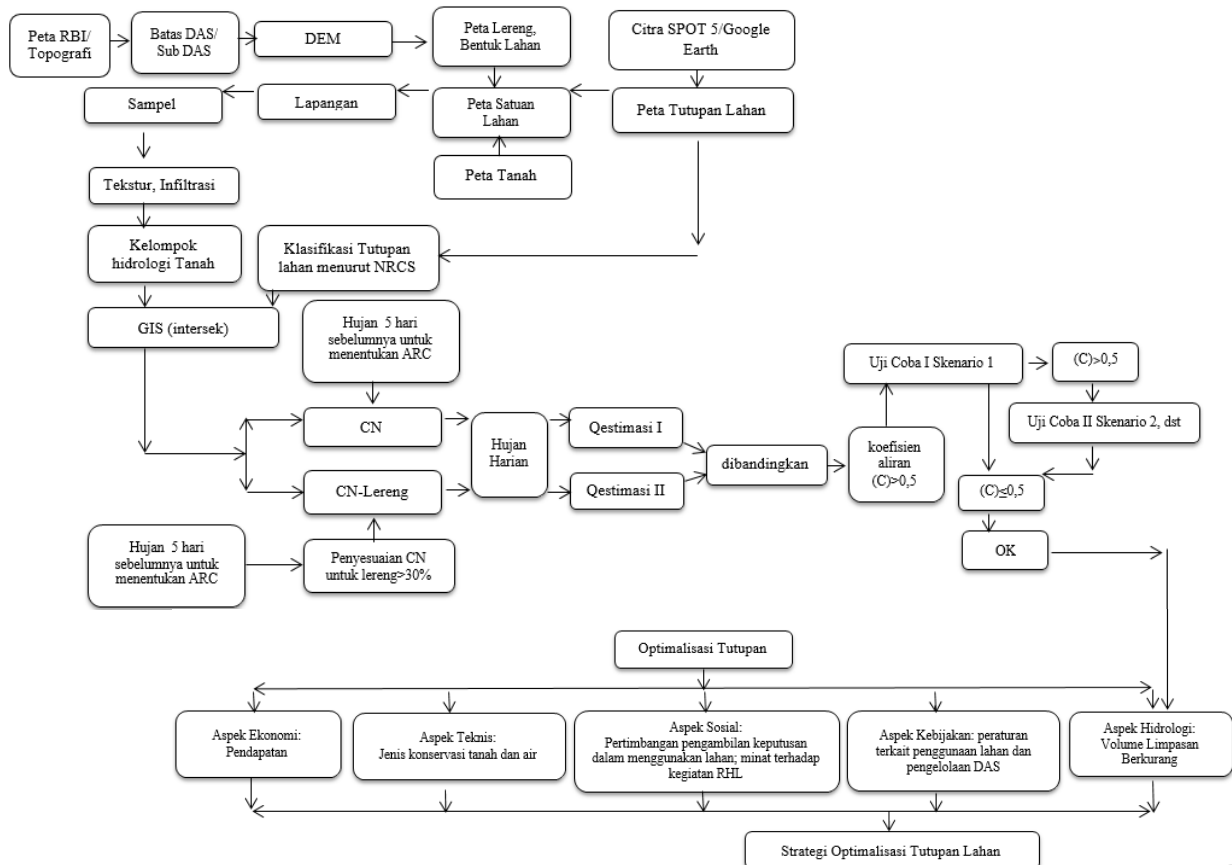 Peta RBI/
Topografi
Batas DAS/
Sub DAS
DEM
Peta Lereng,
Bentuk Lahan
Citra SPOT 5/Google
Earth
Sampel
Lapangan
Peta Satuan
Lahan
Peta Tutupan Lahan
Peta Tanah
Tekstur, Infiltrasi
Kelompok
hidrologi Tanah
Klasifikasi Tutupan
lahan menurut NRCS
GIS (intersek)
Hujan 5 hari
sebelumnya untuk
menentukan ARC
CN
CN-Lereng
Hujan
Harian
Qestimasi I
Qestimasi II
dibandingkan
koefisien
aliran
(C)>0,5
Uji Coba I Skenario 1
(C)>0,5
Uji Coba II Skenario 2, dst
(C)≤0,5
OK
Hujan 5 hari
sebelumnya untuk
menentukan ARC
Penyesuaian CN
untuk lereng>30%
Optimalisasi Tutupan
Aspek Ekonomi:
Pendapatan
Aspek Teknis:
Jenis konservasi tanah dan air
Aspek Sosial:
Pertimbangan pengambilan keputusan
dalam menggunakan lahan; minat terhadap
kegiatan RHL
Aspek Kebijakan: peraturan
terkait penggunaan lahan dan
pengelolaan DAS
Aspek Hidrologi:
Volume Limpasan
Berkurang
Strategi Optimalisasi Tutupan Lahan